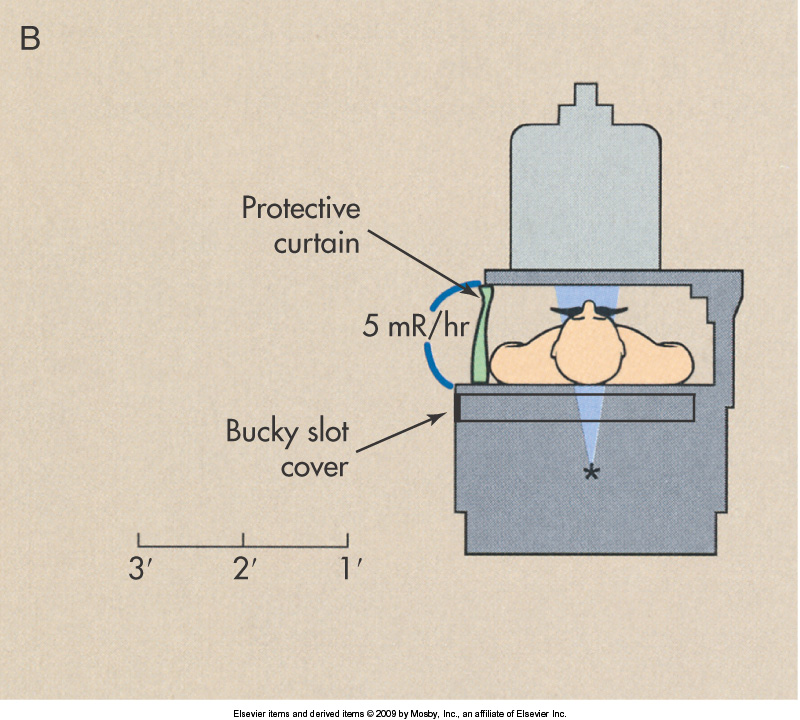 B
Protective
curtain
5 mR/hr
Bucky slot
cover
*
3′ 2′ 1′
Elsevier items and derived items © 2009 by Mosby, Inc., an affiliate of Elsevier Inc.